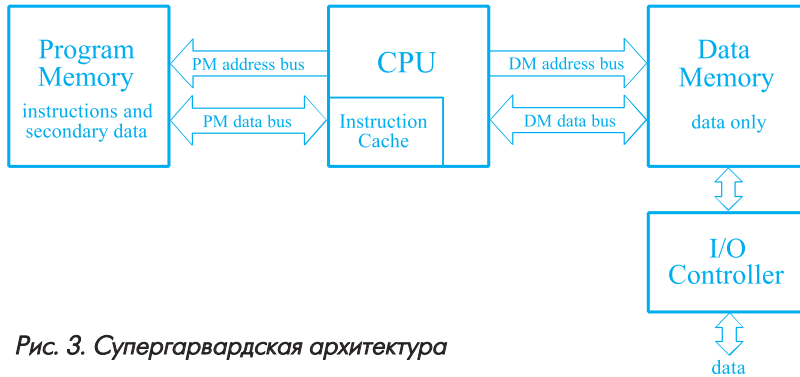 Program
Memory
instructions and
secondary data
PM address bus
PM data bus
CPU
Instruction
Cache
DM address bus
DM data bus
Data
Memory
data only
I/O
Controller
data
Рис. 3. Супергарвардская архитектура